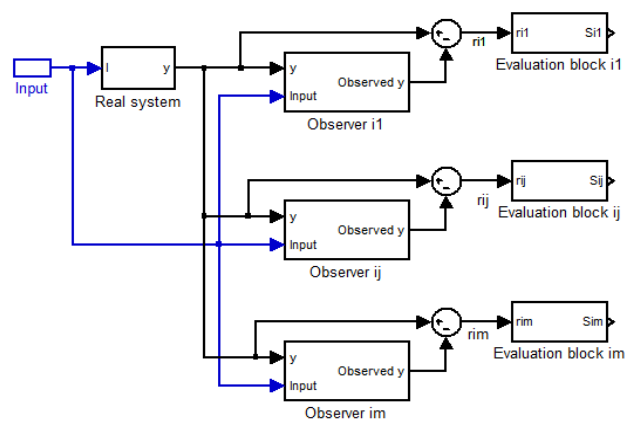 Input
I
y
Real system
y
Input
Observed y
Observer i1
ri1
ri1
Si1
Evaluation block i1
y
Input
Observed y
Observer ij
rij
rij
Sij
Evaluation block ij
y
Input
Observed y
Observer im
rim
rim
Sim
Evaluation block im